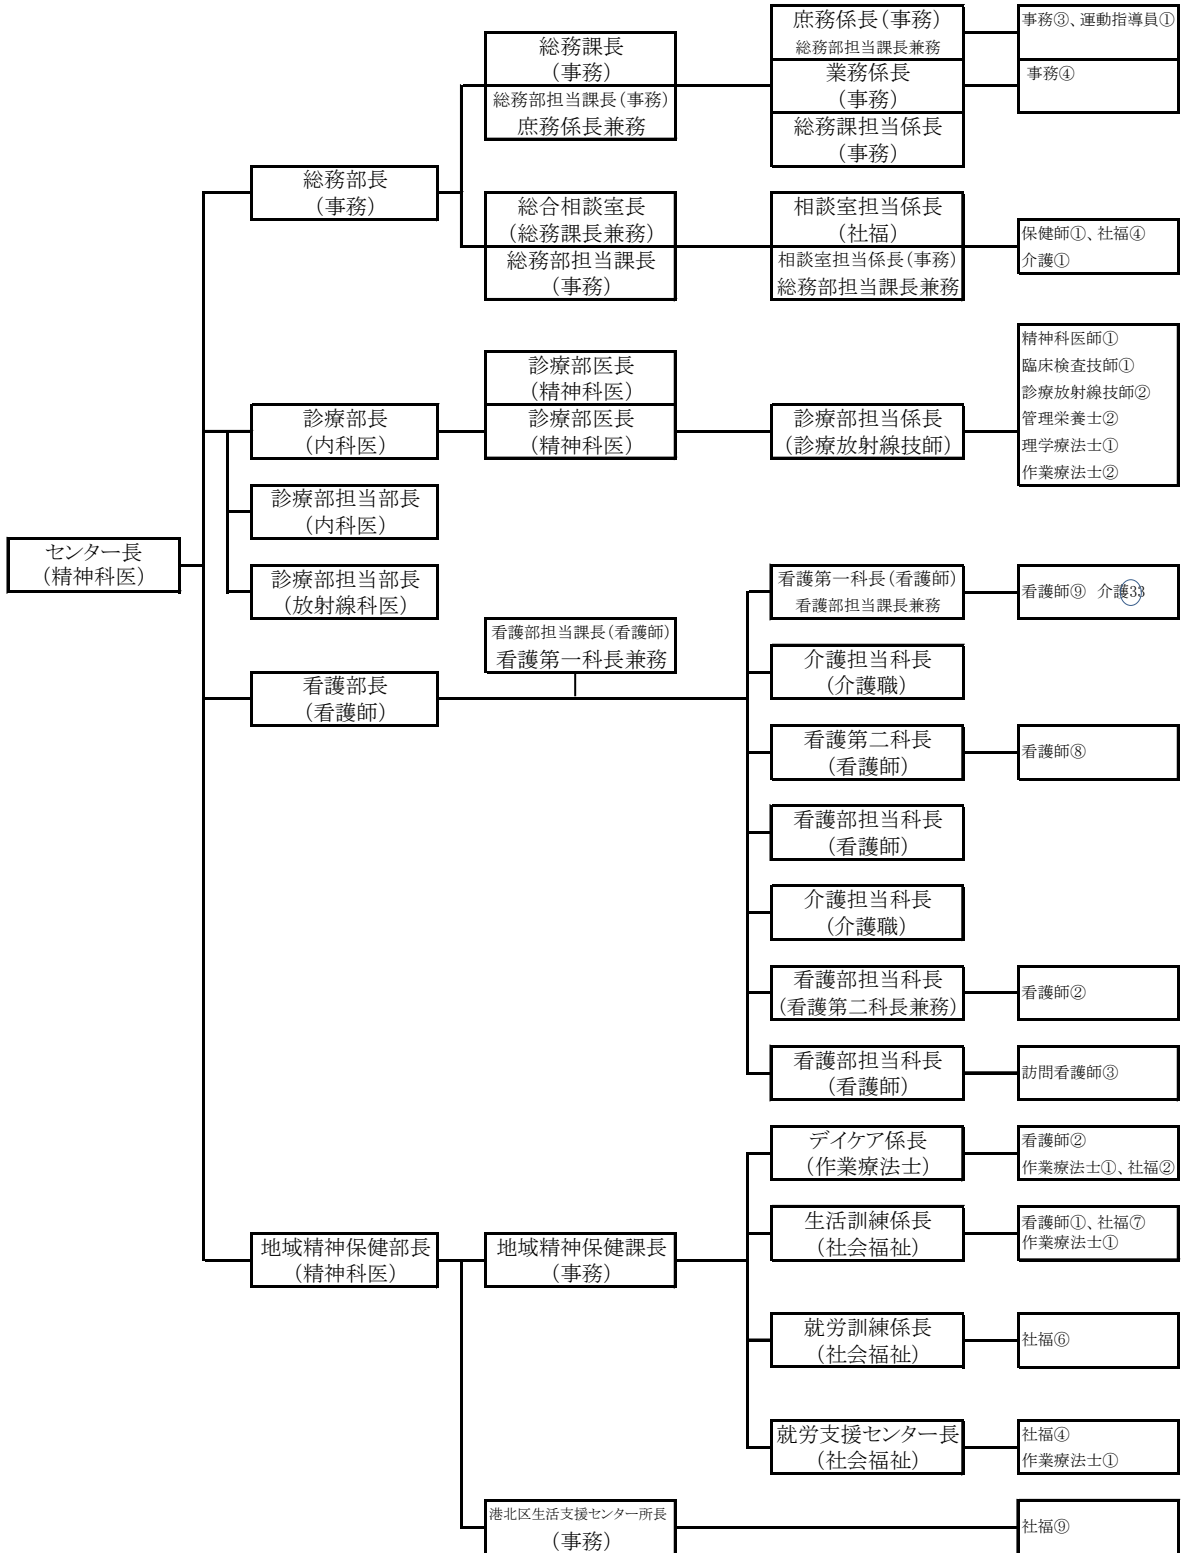 庶務係長（事務）
総務部担当課長兼務
事務③、運動指導員①
総務課長
（事務）
総務部担当課長（事務）
庶務係長兼務
業務係長
（事務）
事務④
総務課担当係長
（事務）
総務部長
（事務）
総合相談室長
（総務課長兼務）
総務部担当課長
（事務）
相談室担当係長
（社福）
相談室担当係長（事務）
総務部担当課長兼務
保健師①、社福④
介護①
診療部医長
（精神科医）
診療部長
（内科医）
診療部医長
（精神科医）
診療部担当係長
（診療放射線技師）
精神科医師①
臨床検査技師①
診療放射線技師②
管理栄養士②
理学療法士①
作業療法士②
診療部担当部長
（内科医）
センター長
（精神科医）
診療部担当部長
（放射線科医）
看護第一科長（看護師）
看護部担当課長兼務
看護師⑨　介護33
看護部担当課長（看護師）
看護第一科長兼務
看護部長
（看護師）
介護担当科長
（介護職）
看護第二科長
（看護師）
看護師⑧
看護部担当科長
（看護師）
介護担当科長
（介護職）
看護部担当科長
（看護第二科長兼務）
看護師②
看護部担当科長
（看護師）
訪問看護師③
デイケア係長
（作業療法士）
看護師②
作業療法士①、社福②
生活訓練係長
（社会福祉）
看護師①、社福⑦
作業療法士①
地域精神保健部長
（精神科医）
地域精神保健課長
（事務）
就労訓練係長
（社会福祉）
社福⑥
就労支援センター長
（社会福祉）
社福④
作業療法士①
港北区生活支援センター所長
（事務）
社福⑨